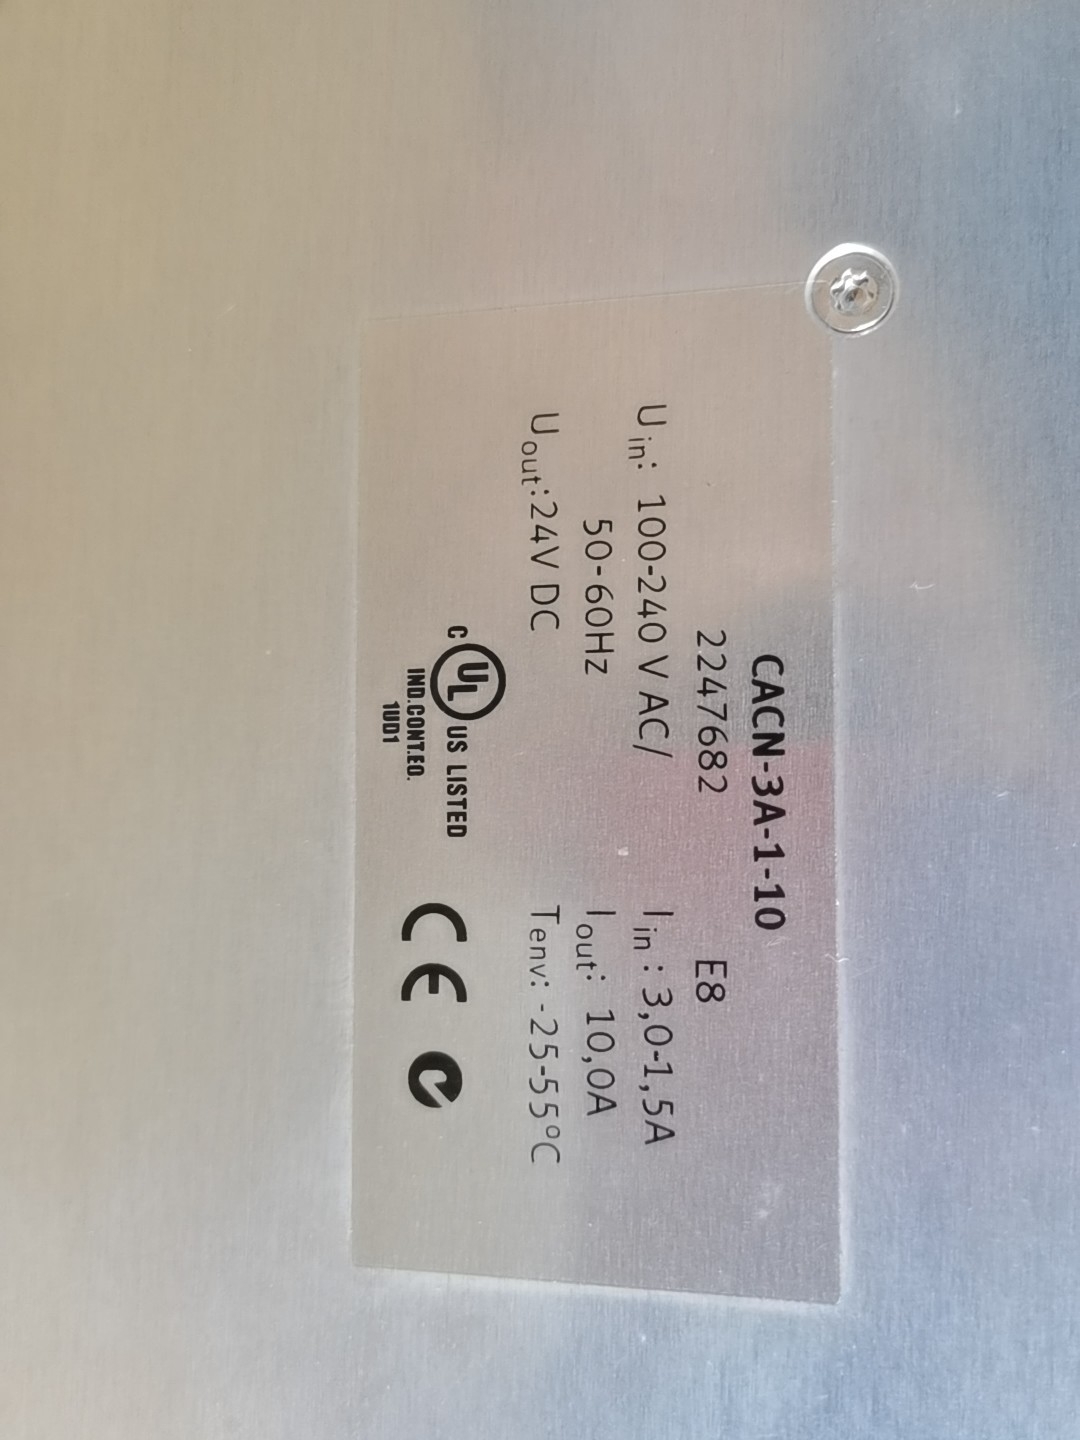 CACN-3A-1-10
2247682 E8
Uin: 100-240 V AC/ Iin: 3,0-1,5A
50-60Hz Iout: 10,0A
Uout:24V DC Tenv: -25-55°C
C UL US LISTED CE
IND.CONT.EQ.
1UD1